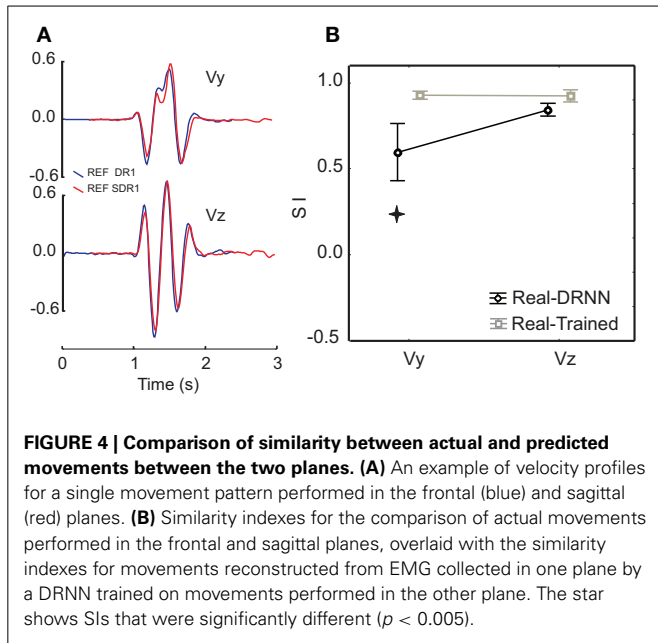 A
B
0.6
Vy
0.0
-0.6
REF DR1
0.6
REF SDR1
Vz
0.0
-0.6
0
1
2
3
Time (s)
1.0
0.5
0.0
-0.5
SI
Real-DRNN
Real-Trained
Vy
Vz
FIGURE 4 | Comparison of similarity between actual and predicted
movements between the two planes. (A) An example of velocity profiles
for a single movement pattern performed in the frontal (blue) and sagittal
(red) planes. (B) Similarity indexes for the comparison of actual movements
performed in the frontal and sagittal planes, overlaid with the similarity
indexes for movements reconstructed from EMG collected in one plane by
a DRNN trained on movements performed in the other plane. The star
shows SIs that were significantly different (p < 0.005).